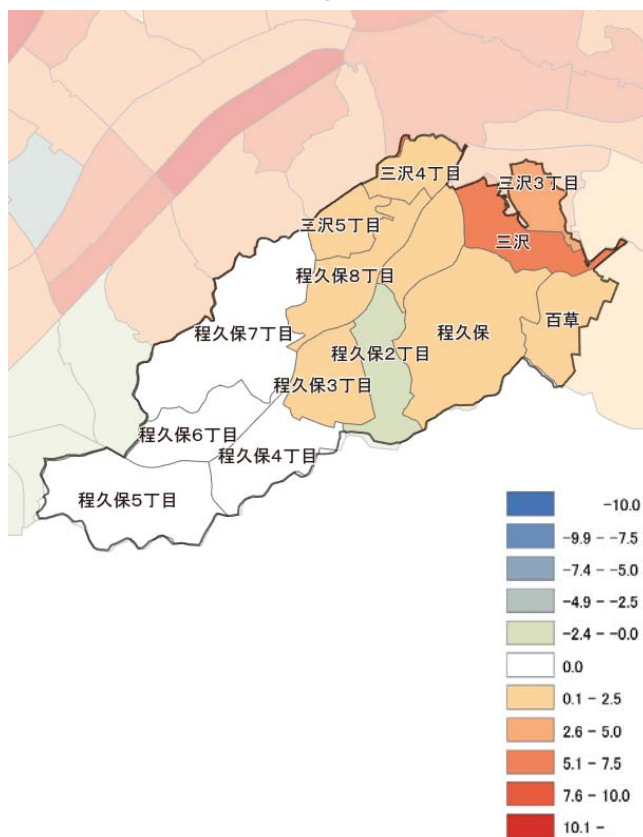 三沢4丁目
三沢3丁目
三沢5丁目
三沢
程久保8丁目
百草
程久保7丁目
程久保2丁目
程久保
程久保3丁目
程久保6丁目
程久保4丁目
程久保5丁目
-10.0
-9.9 - -7.5
-7.4 - -5.0
-4.9 - -2.5
-2.4 - -0.0
0.0
0.1 - 2.5
2.6 - 5.0
5.1 - 7.5
7.6 - 10.0
10.1 -